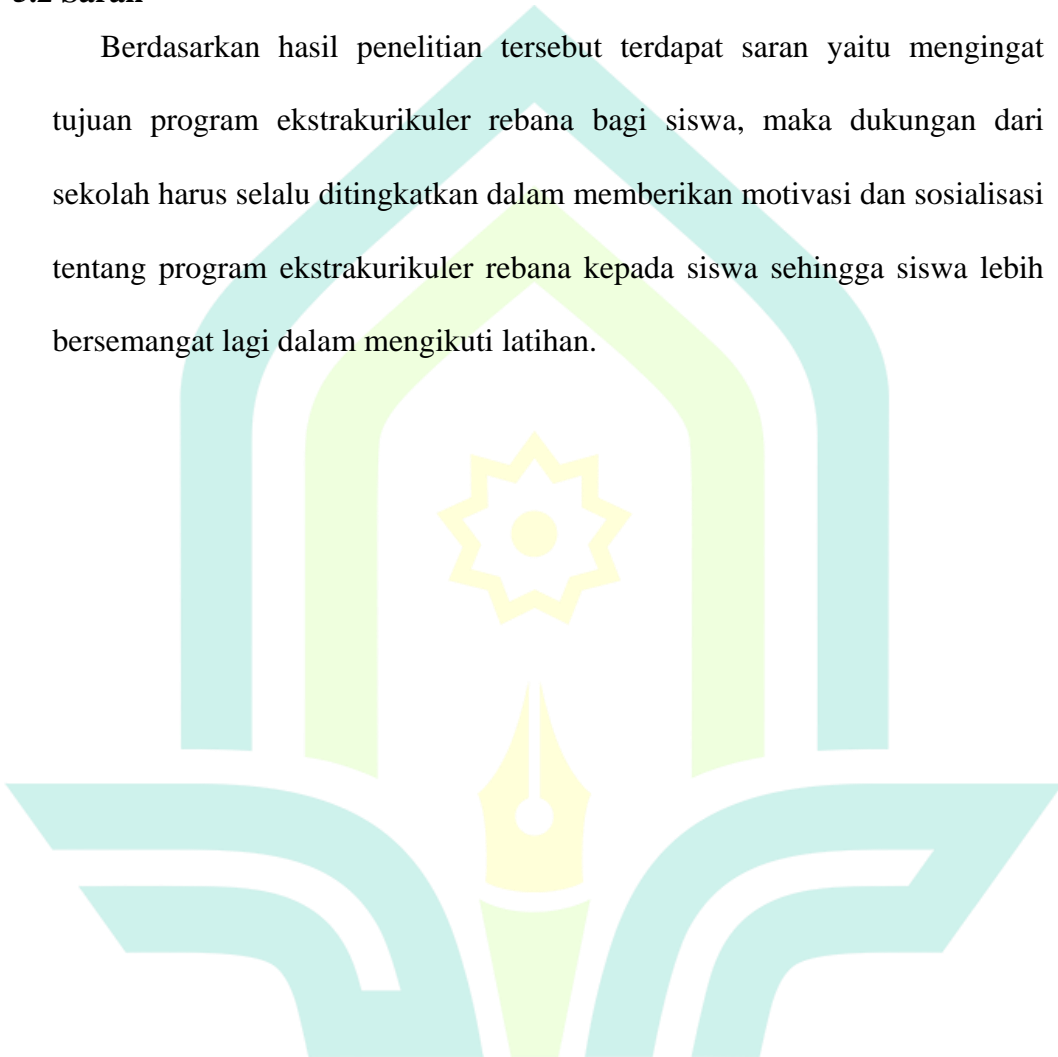 Berdasarkan hasil penelitian tersebut terdapat saran yaitu mengingat
tujuan program ekstrakurikuler rebana bagi siswa, maka dukungan dari
sekolah harus selalu ditingkatkan dalam memberikan motivasi dan sosialisasi
tentang program ekstrakurikuler rebana kepada siswa sehingga siswa lebih
bersemangat lagi dalam mengikuti latihan.